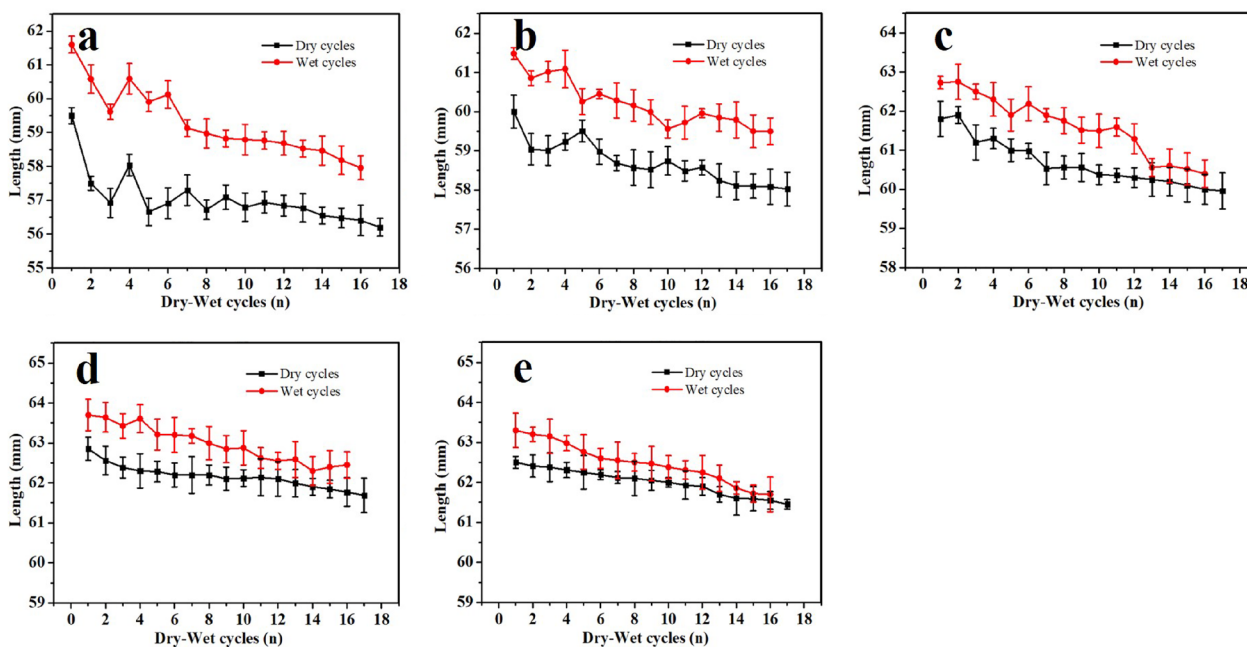 a
Dry cycles
Wet cycles
Length (mm)
62
61
60
59
58
57
56
55
0 2 4 6 8 10 12 14 16 18
Dry-Wet cycles (n)
b
Dry cycles
Wet cycles
Length (mm)
62
61
60
59
58
57
56
0 2 4 6 8 10 12 14 16 18
Dry-Wet cycles (n)
c
Dry cycles
Wet cycles
Length (mm)
64
63
62
61
60
59
58
0 2 4 6 8 10 12 14 16 18
Dry-Wet cycles (n)
d
Dry cycles
Wet cycles
Length (mm)
65
64
63
62
61
60
59
0 2 4 6 8 10 12 14 16 18
Dry-Wet cycles (n)
e
Dry cycles
Wet cycles
Length (mm)
65
64
63
62
61
60
59
0 2 4 6 8 10 12 14 16 18
Dry-Wet cycles (n)